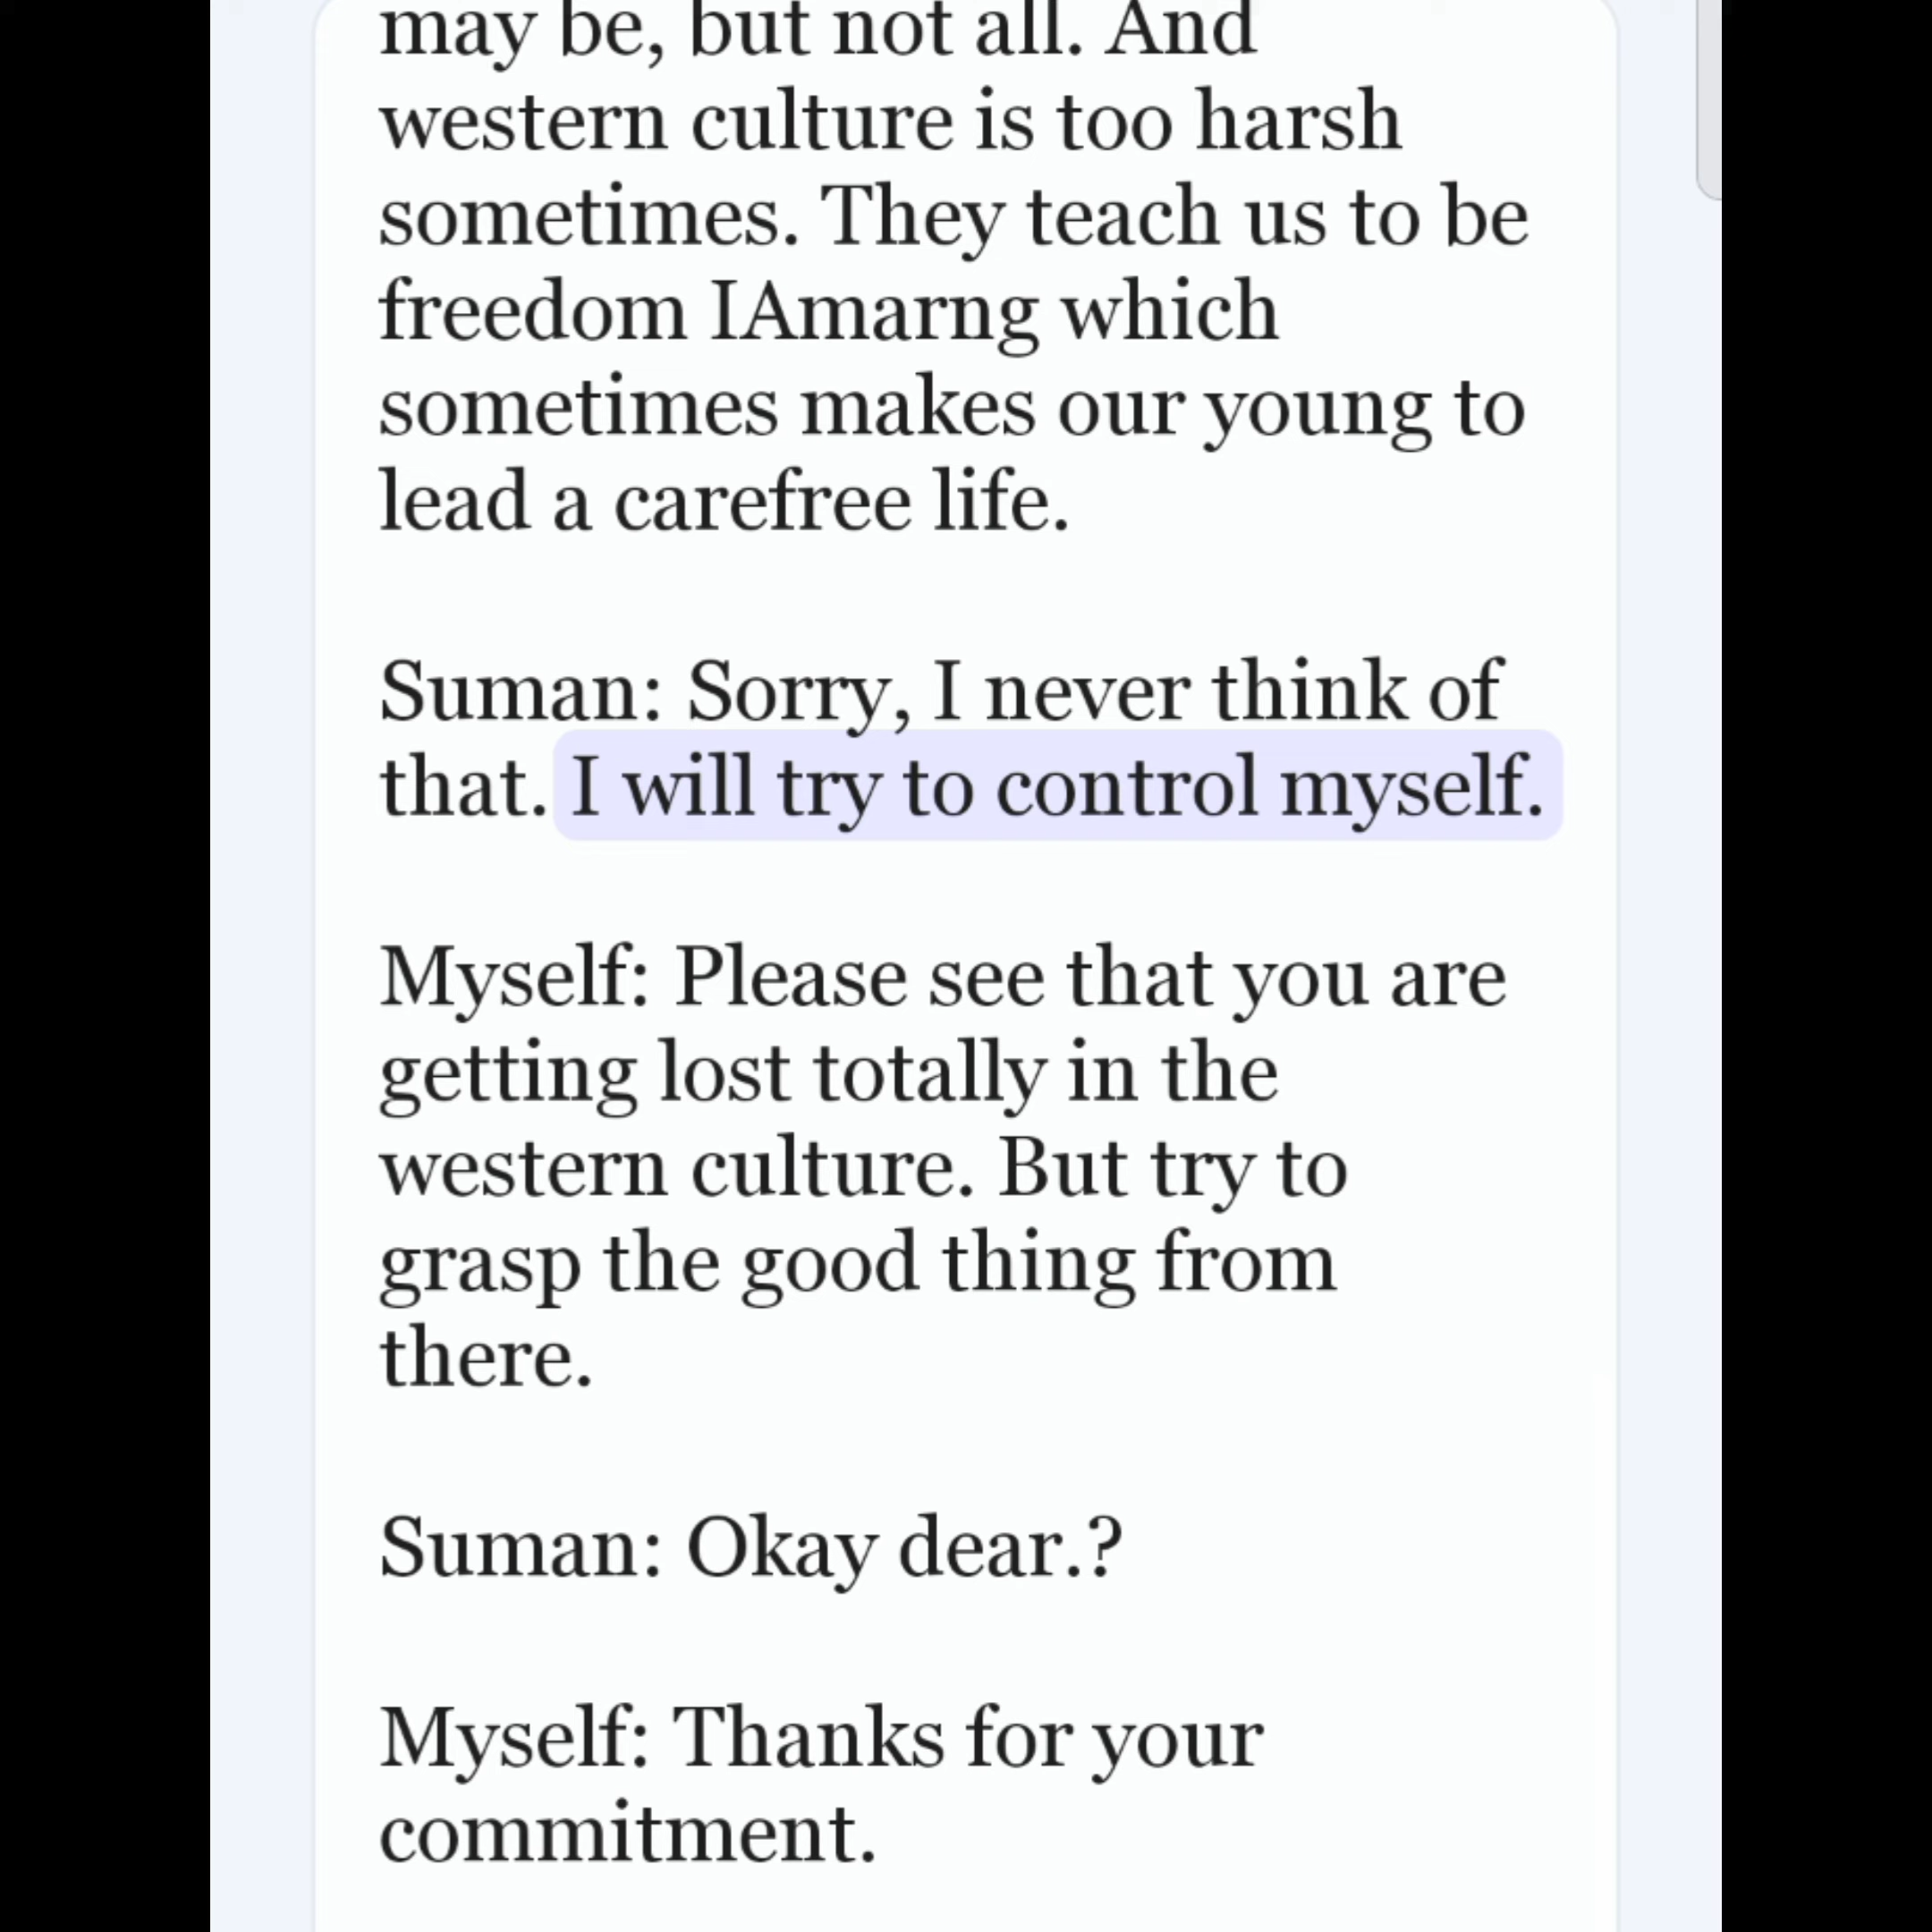 may be, but not all. And
western culture is too harsh
sometimes. They teach us to be
freedom IAmarng which
sometimes makes our young to
lead a carefree life.
Suman: Sorry, I never think of
that. I will try to control myself.
Myself: Please see that you are
getting lost totally in the
western culture. But try to
grasp the good thing from
there.
Suman: Okay dear.?
Myself: Thanks for your
commitment.